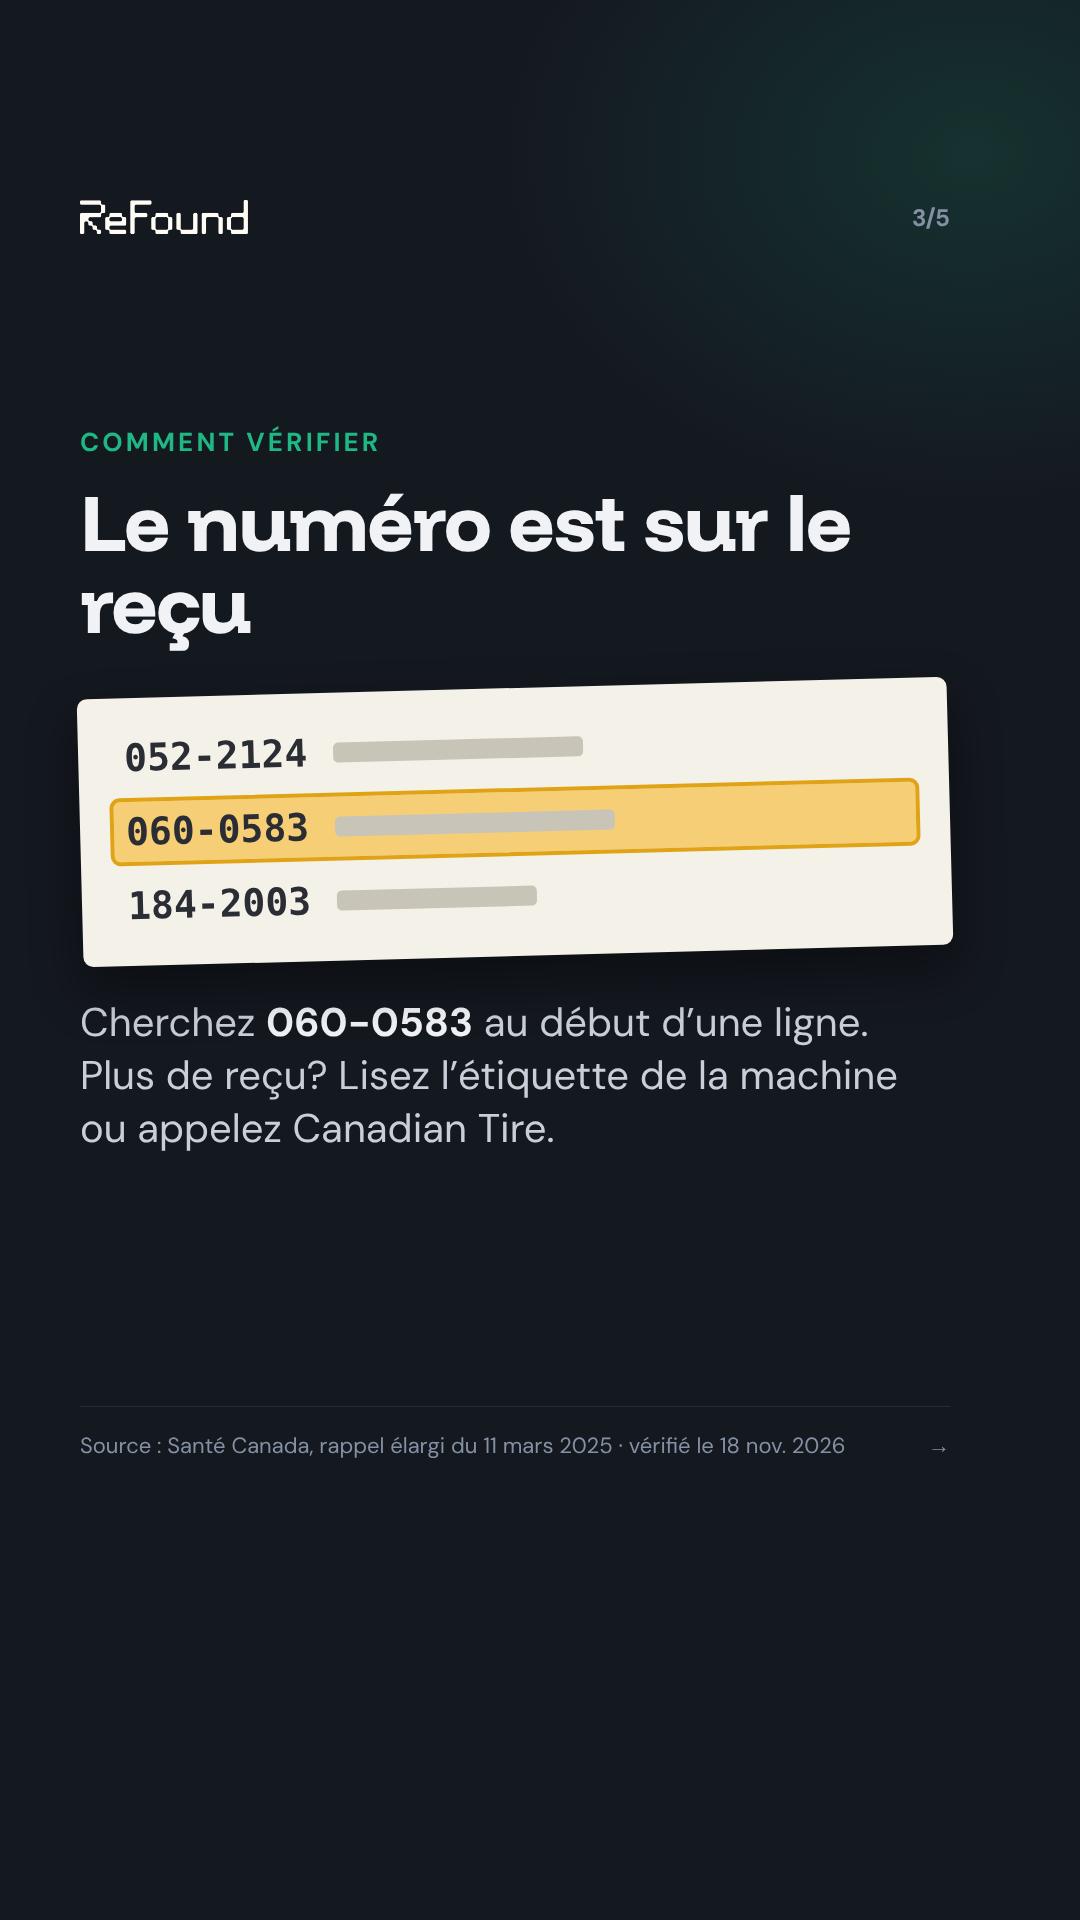 ReFound
3/5
COMMENT VÉRIFIER
Le numéro est sur le
reçu
052-2124
060-0583
184-2003
Cherchez 060-0583 au début d’une ligne.
Plus de reçu? Lisez l’étiquette de la machine
ou appelez Canadian Tire.
Source : Santé Canada, rappel élargi du 11 mars 2025 · vérifié le 18 nov. 2026 →